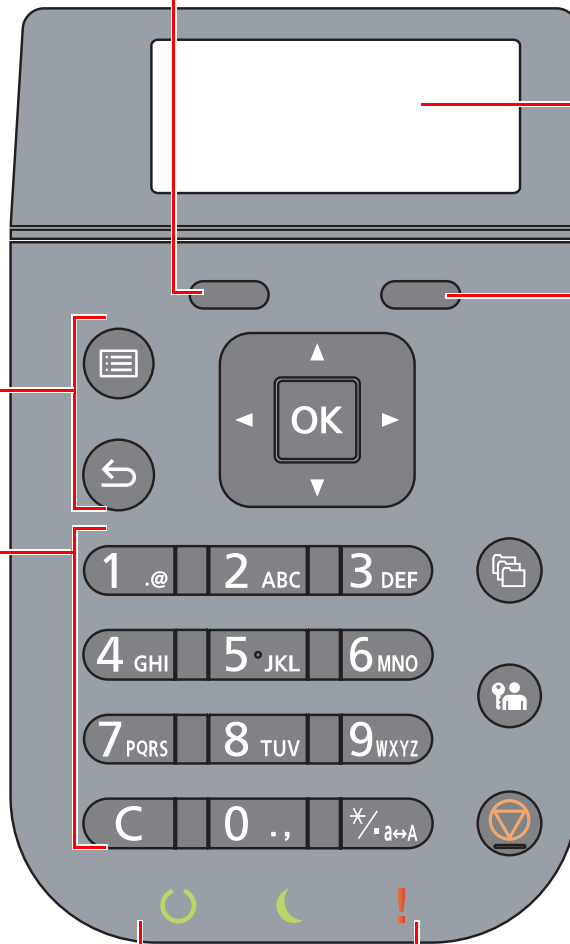 OK
1 .@ 2 ABC 3 DEF
4 GHI 5 JKL 6 MNO
7 PQRS 8 TUV 9 WXYZ
C 0 ., */. a↔A
!